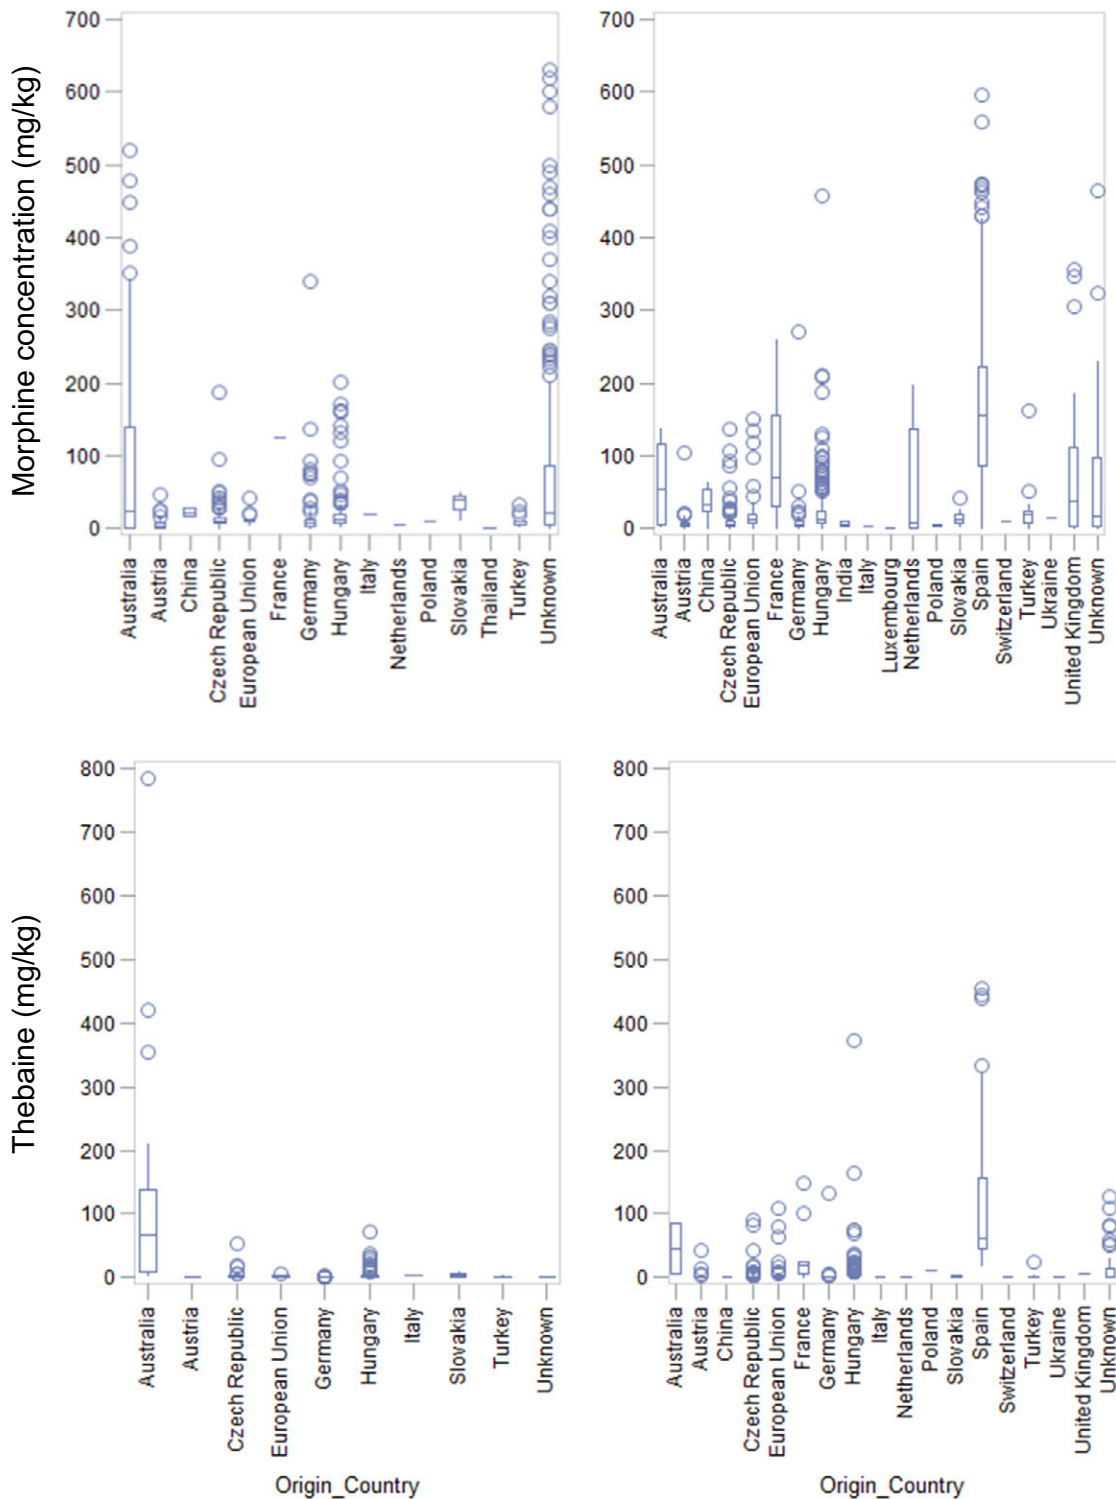 Morphine concentration (mg/kg)
700
600
500
400
300
200
100
0
Australia
Austria
China
Czech Republic
European Union
France
Germany
Hungary
Italy
Netherlands
Poland
Slovakia
Thailand
Turkey
Unknown
700
600
500
400
300
200
100
0
Australia
Austria
China
Czech Republic
European Union
France
Germany
Hungary
India
Italy
Luxembourg
Netherlands
Poland
Slovakia
Spain
Switzerland
Turkey
Ukraine
United Kingdom
Unknown
Thebaine (mg/kg)
800
700
600
500
400
300
200
100
0
Australia
Austria
Czech Republic
European Union
Germany
Hungary
Italy
Slovakia
Turkey
Unknown
Origin_Country
800
700
600
500
400
300
200
100
0
Australia
Austria
China
Czech Republic
European Union
France
Germany
Hungary
Italy
Netherlands
Poland
Slovakia
Spain
Switzerland
Turkey
Ukraine
United Kingdom
Unknown
Origin_Country